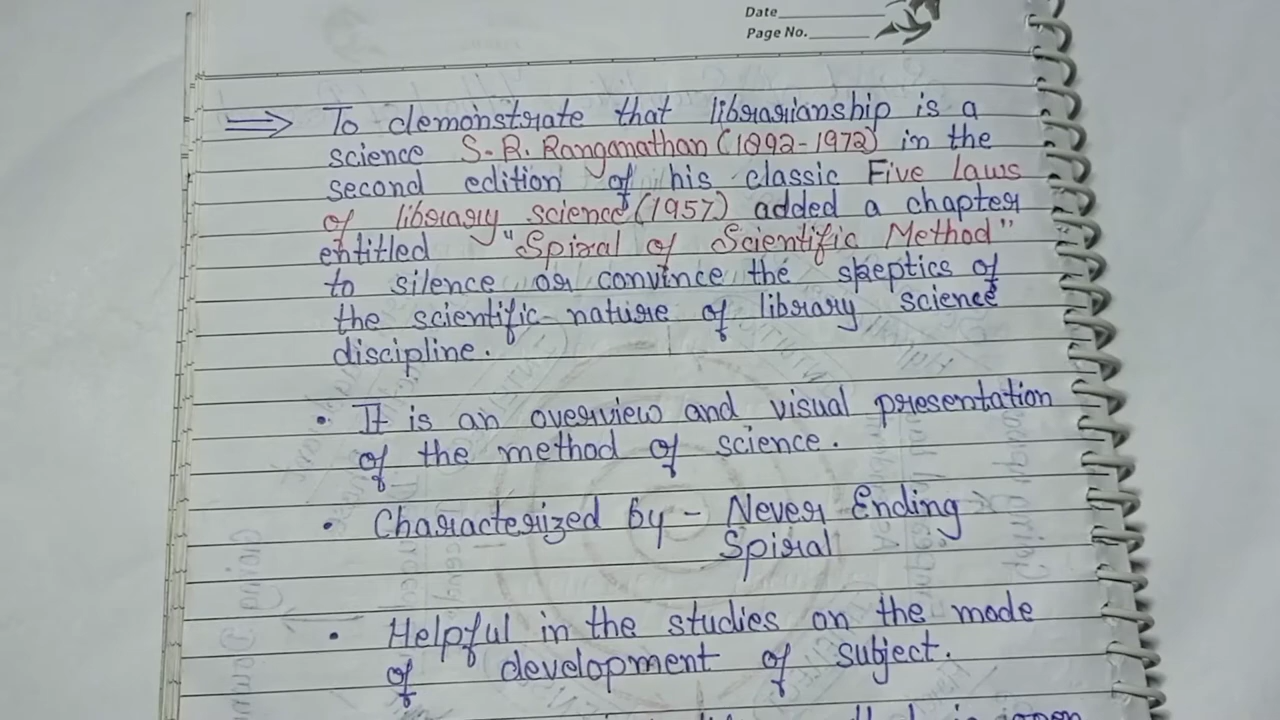 Date
Page No.
⇒ To demonstrate that librarianship is a
science S. R. Ranganathan (1892-1972) in the
second edition of his classic Five laws
of library science (1957) added a chapter
entitled "Spiral of Scientific Method"
to silence or convince the skeptics of
the scientific nature of library science
discipline.
• It is an overview and visual presentation
of the method of science.
• Characterized by - Never Ending
Spiral
• Helpful in the studies on the mode
of development of subject.